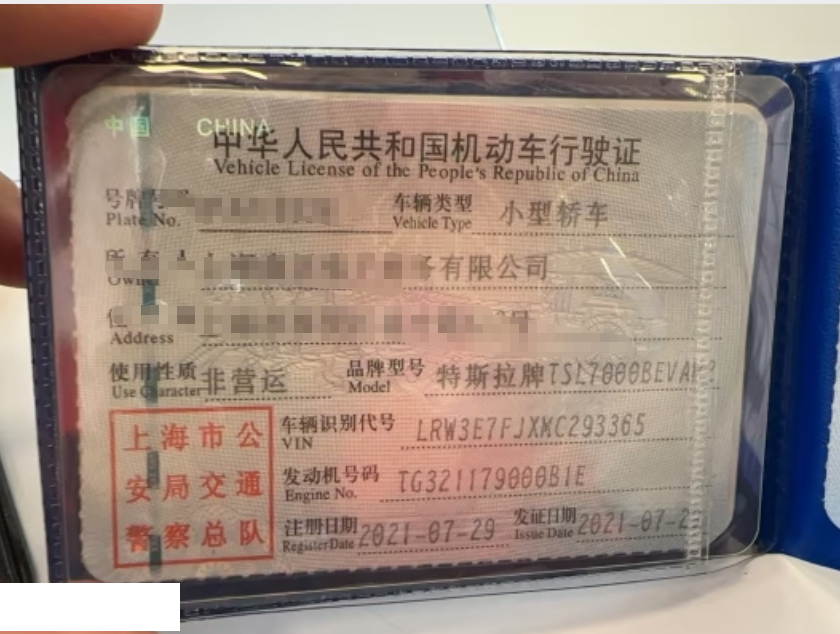 中国 CHINA
中华人民共和国机动车行驶证
Vehicle License of the People's Republic of China
号牌
Plate No.
车辆类型
Vehicle Type
小型轿车
Owner
务有限公司
Address
使用性质
Use Character
非营运
品牌型号
Model
特斯拉牌TSL7000BEVA
车辆识别代号
VIN
LRW3E7FJXMC293365
发动机号码
Engine No.
TG321179000B1E
注册日期
Register Date
2021-07-29
发证日期
Issue Date
2021-07-2
上海市公
安局交通
警察总队